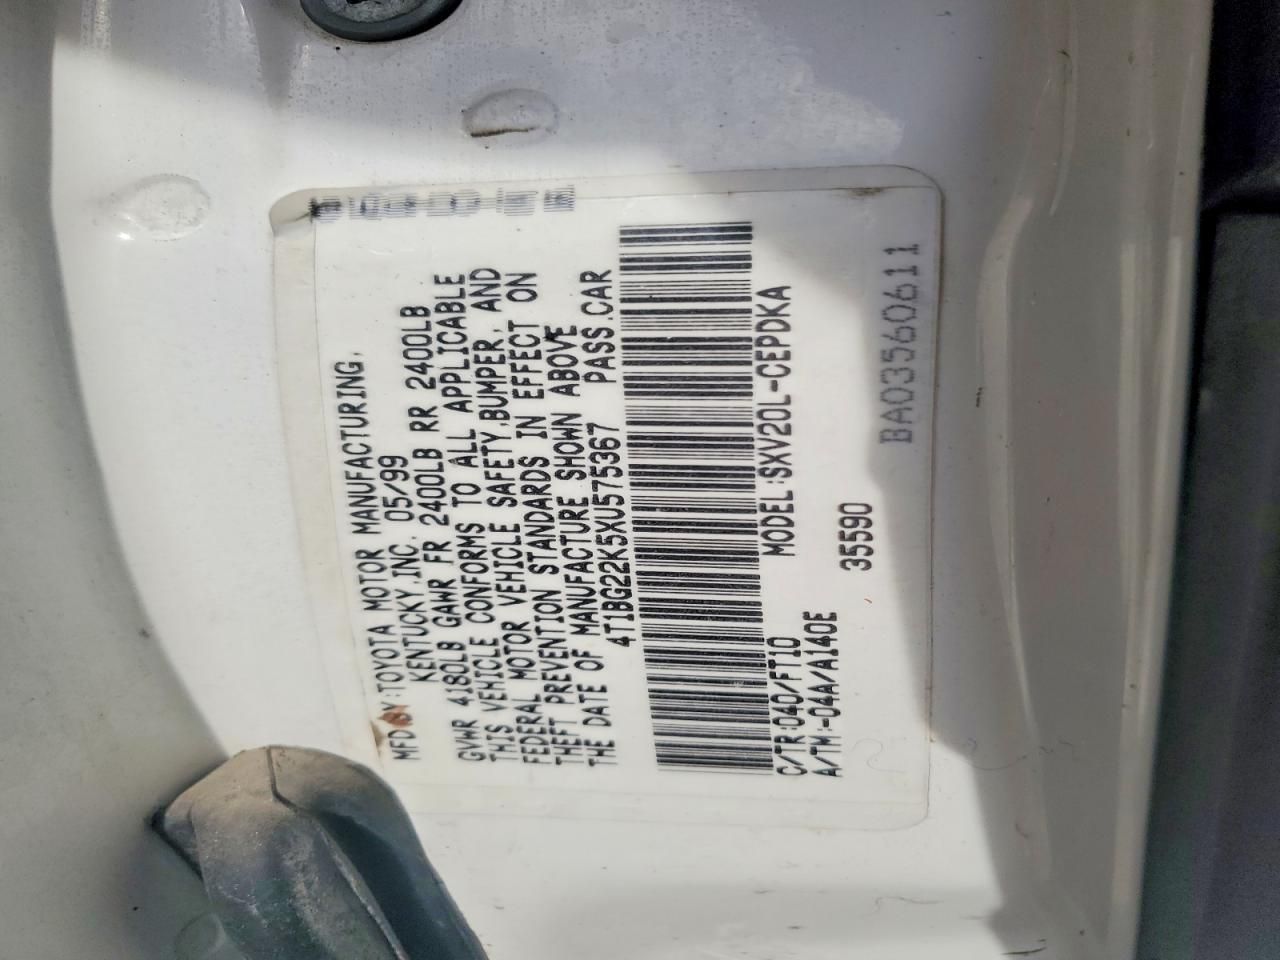 MFD BY:TOYOTA MOTOR MANUFACTURING,
KENTUCKY,INC. 05/99
GVWR 4180LB GAWR FR 2400LB RR 2400LB
THIS VEHICLE CONFORMS TO ALL APPLICABLE
FEDERAL MOTOR VEHICLE SAFETY,BUMPER, AND
THEFT PREVENTION STANDARDS IN EFFECT ON
THE DATE OF MANUFACTURE SHOWN ABOVE
4T1BG22K5XU575367 PASS.CAR
MODEL:SXV20L-CEPDKA
C/TR:040/FT10
A/TM:-04A/A140E
35590
BA03560611